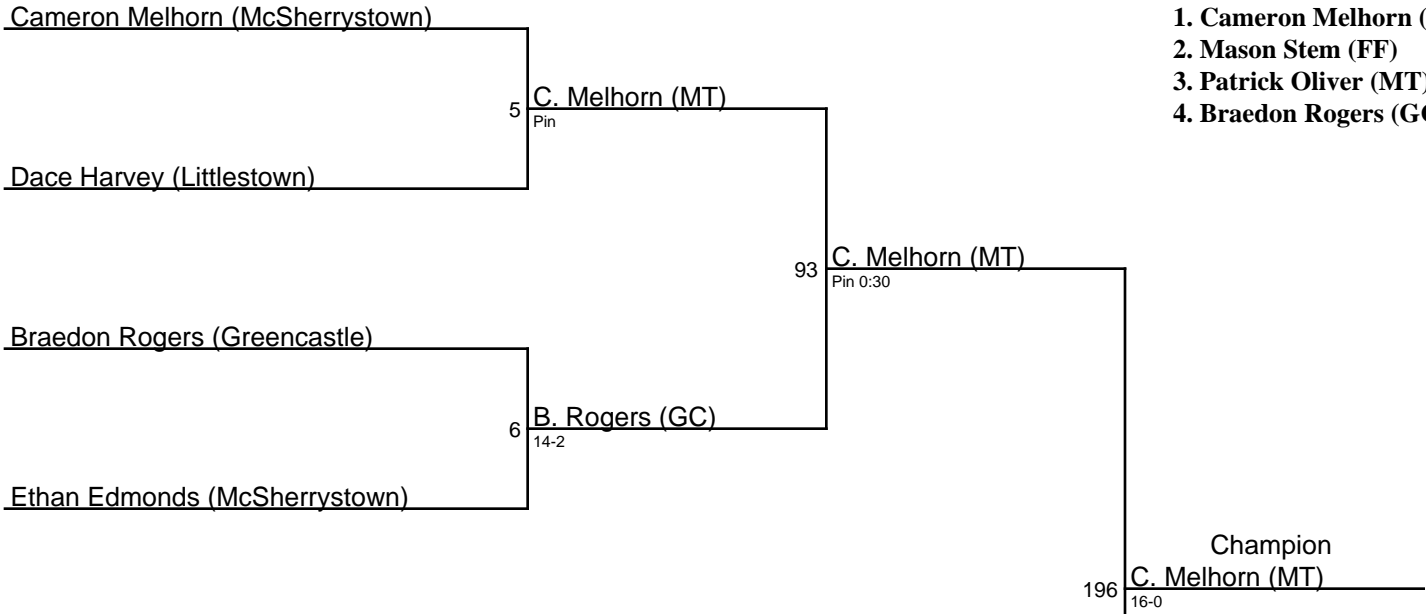 Cameron Melhorn (McSherrystown)
1. Cameron Melhorn (
2. Mason Stem (FF)
3. Patrick Oliver (MT)
4. Braedon Rogers (GC
5 C. Melhorn (MT)
Pin
Dace Harvey (Littlestown)
93 C. Melhorn (MT)
Pin 0:30
Braedon Rogers (Greencastle)
6 B. Rogers (GC)
14-2
Ethan Edmonds (McSherrystown)
Champion
196 C. Melhorn (MT)
16-0